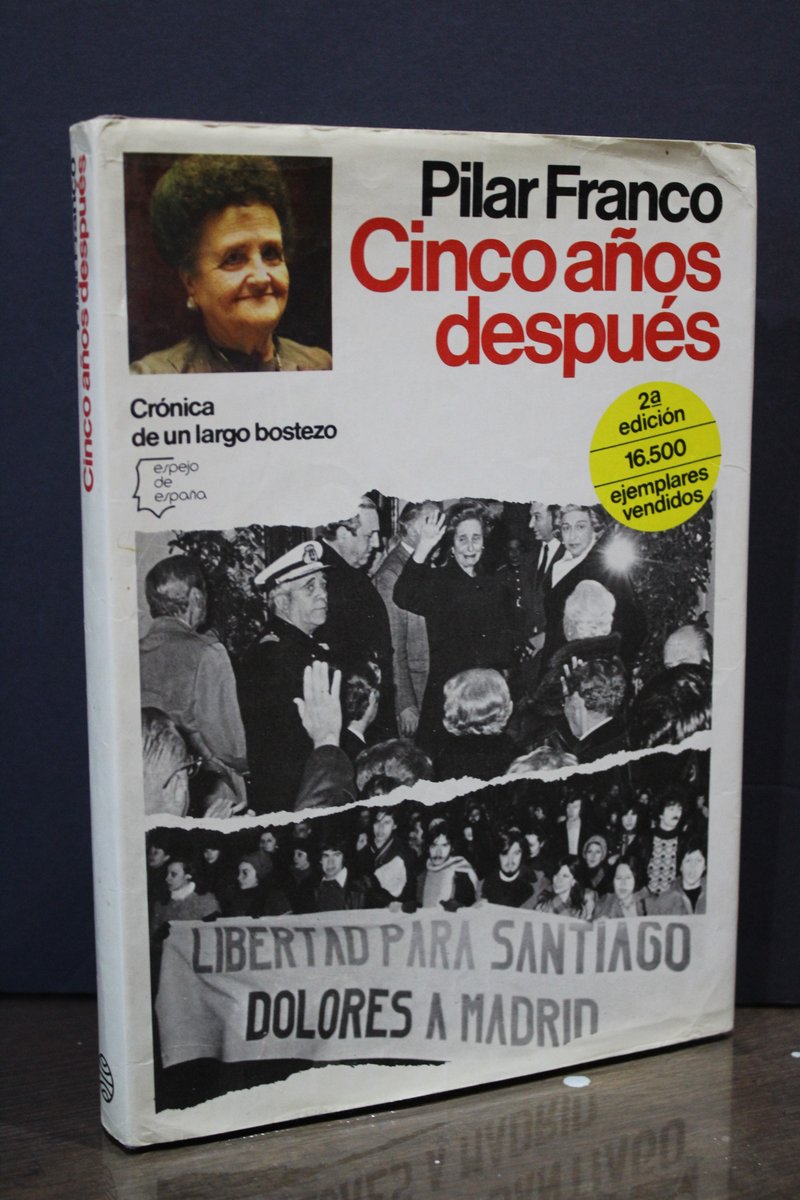 Pilar Franco
Cinco años
después
Crónica
de un largo bostezo
espejo
de
españa
2ª
edición
16.500
ejemplares
vendidos
LIBERTAD PARA SANTIAGO
DOLORES A MADRID
Cinco años después